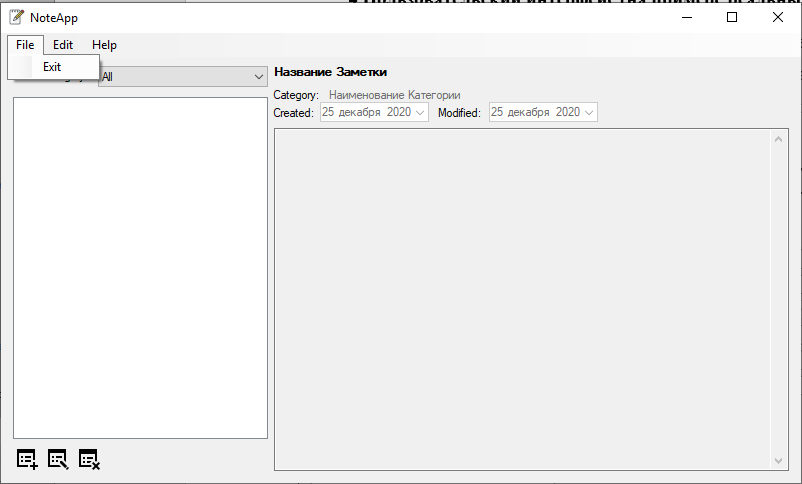 NoteApp
File Edit Help
Exit
All
Название Заметки
Category: Наименование Категории
Created: 25 декабря 2020 Modified: 25 декабря 2020